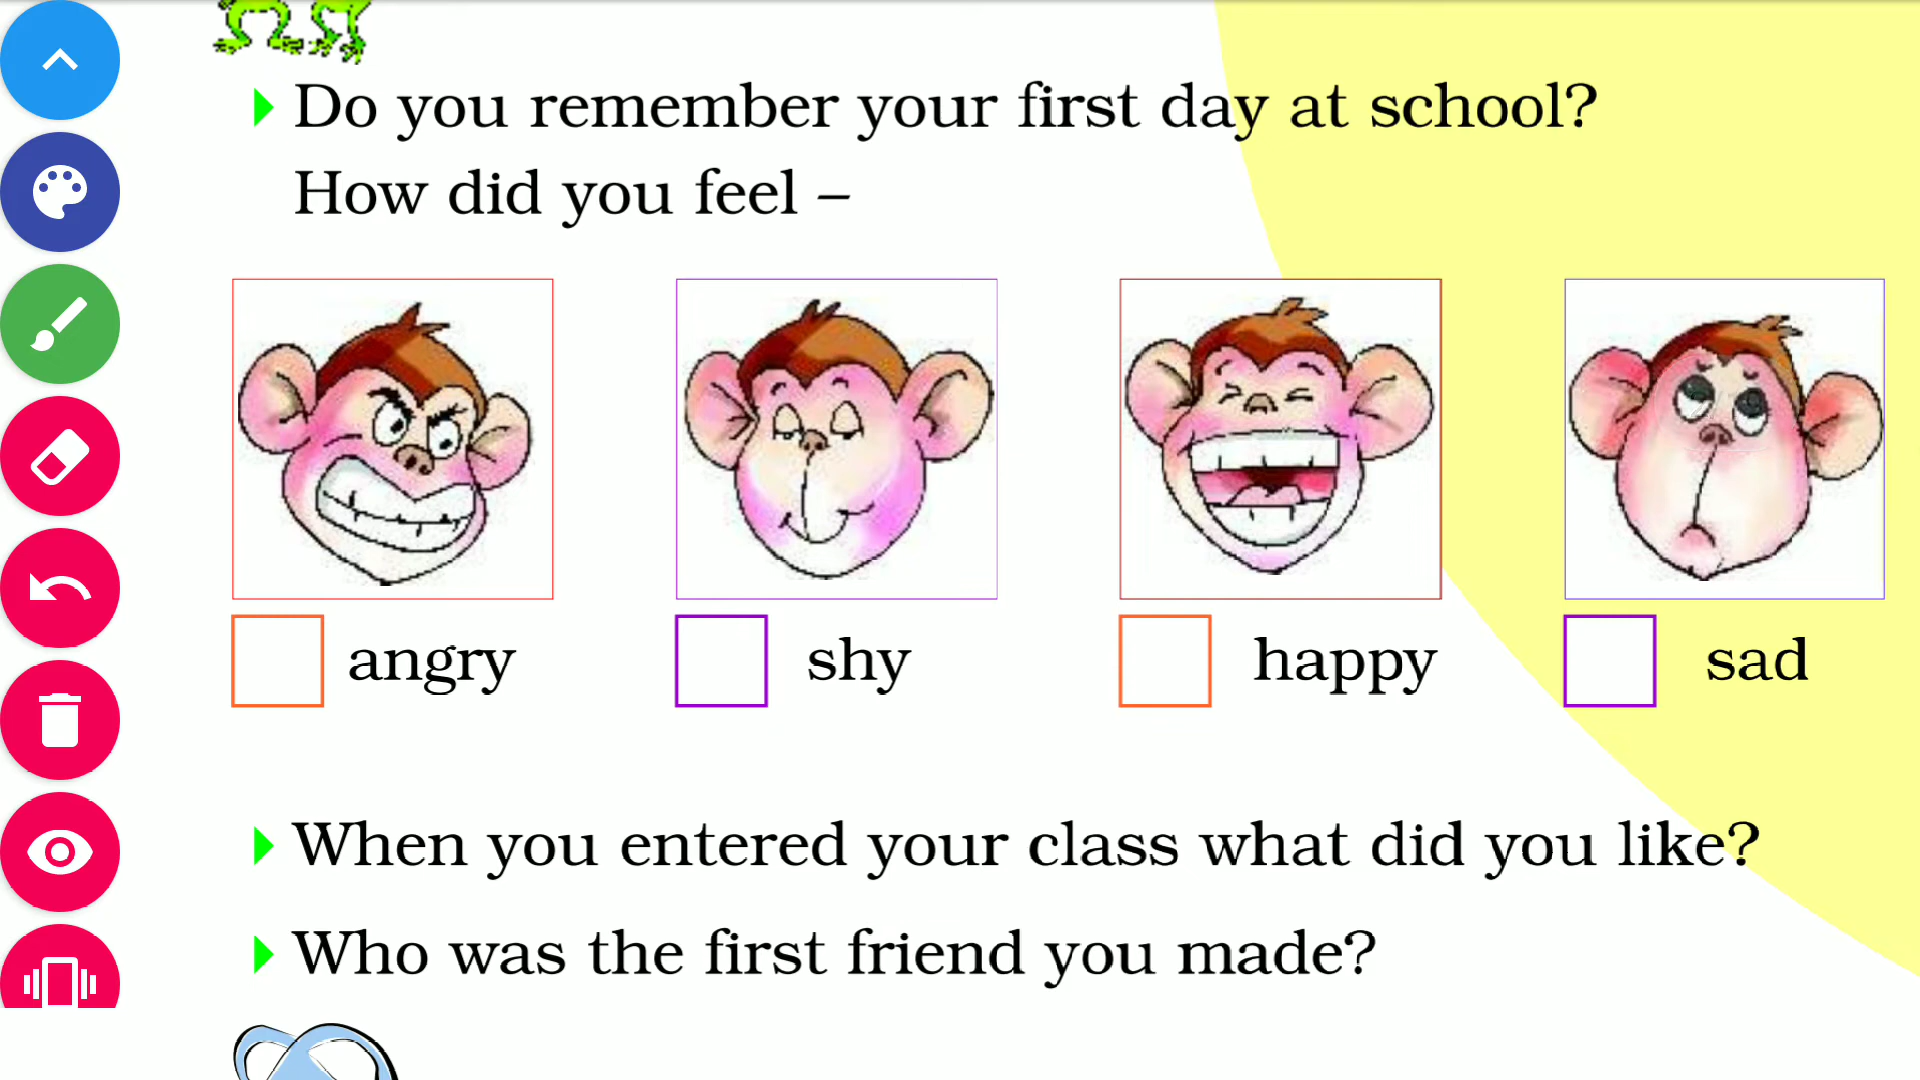 Do you remember your first day at school?
How did you feel –
angry
shy
happy
sad
When you entered your class what did you like?
Who was the first friend you made?